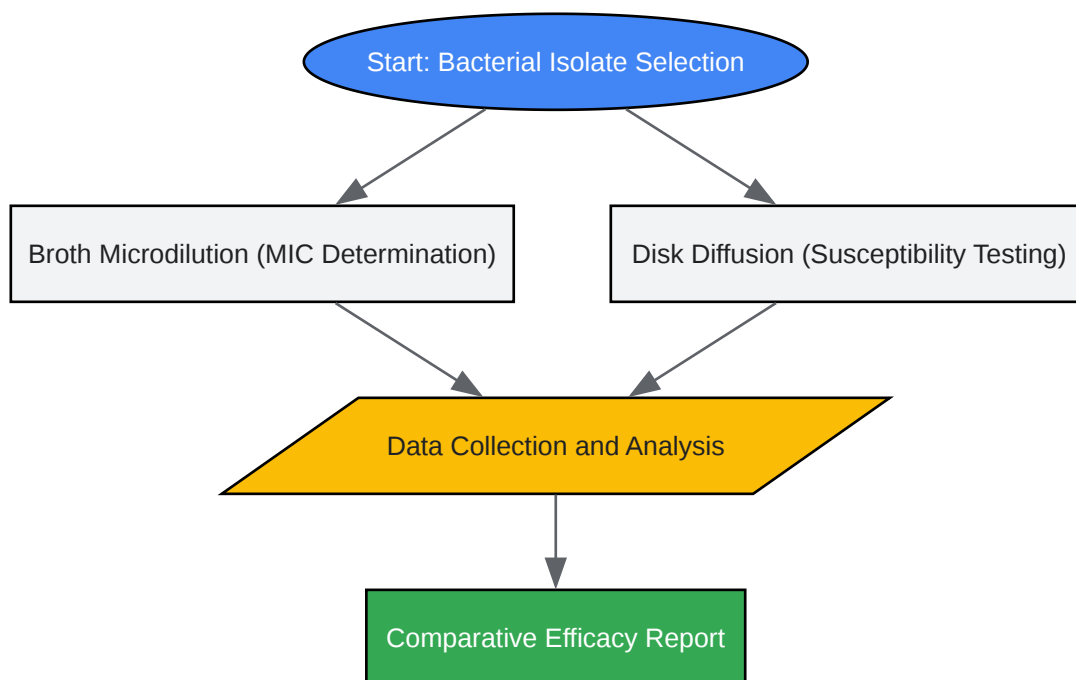 Start: Bacterial Isolate Selection
Broth Microdilution (MIC Determination)
Disk Diffusion (Susceptibility Testing)
Data Collection and Analysis
Comparative Efficacy Report